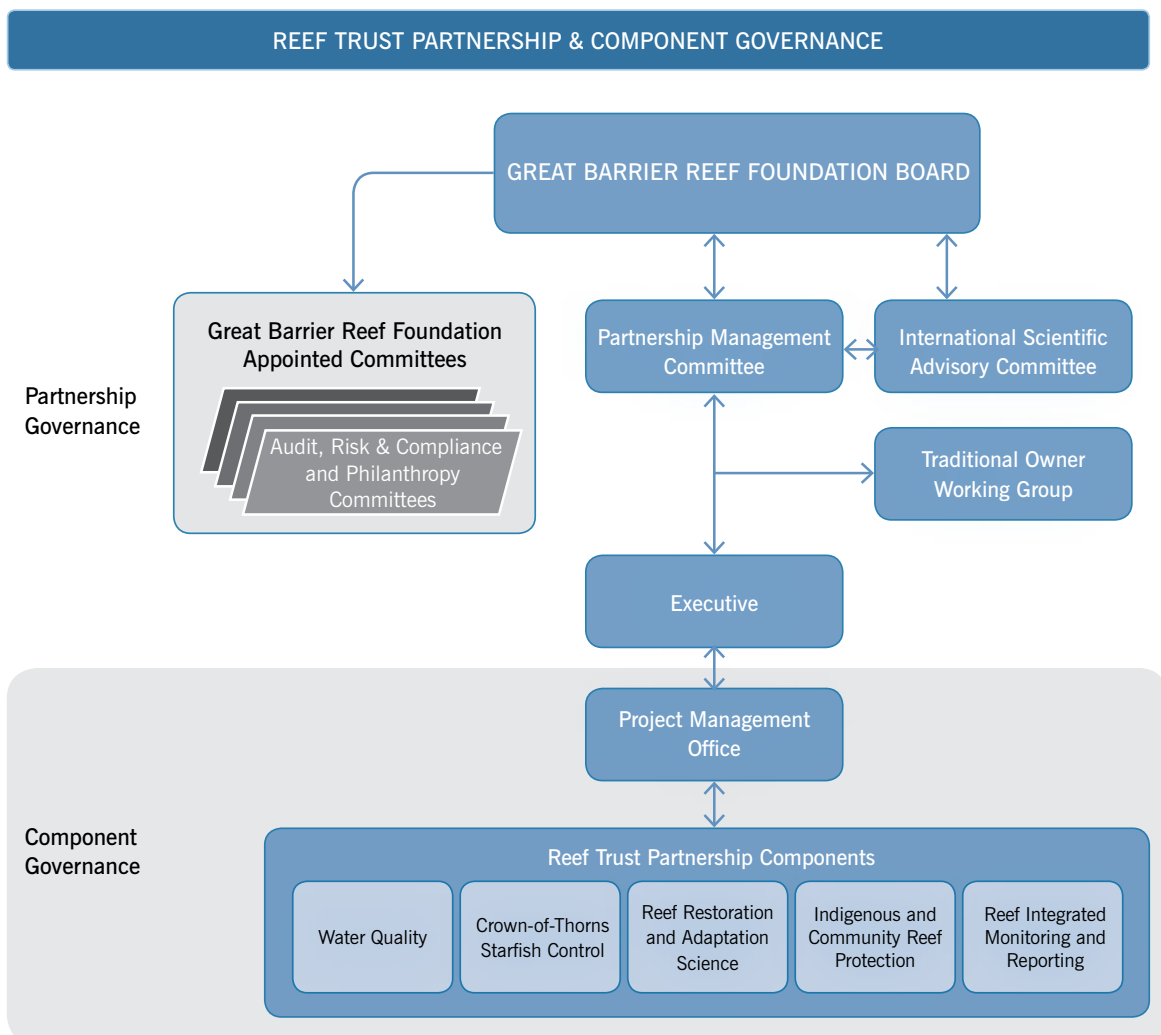 REEF TRUST PARTNERSHIP & COMPONENT GOVERNANCE
GREAT BARRIER REEF FOUNDATION BOARD
Partnership
Governance
Great Barrier Reef Foundation
Appointed Committees
Audit, Risk & Compliance
and Philanthropy
Committees
Partnership Management
Committee
International Scientific
Advisory Committee
Traditional Owner
Working Group
Executive
Component
Governance
Project Management
Office
Reef Trust Partnership Components
Water Quality
Crown-of-Thorns
Starfish Control
Reef Restoration
and Adaptation
Science
Indigenous and
Community Reef
Protection
Reef Integrated
Monitoring and
Reporting